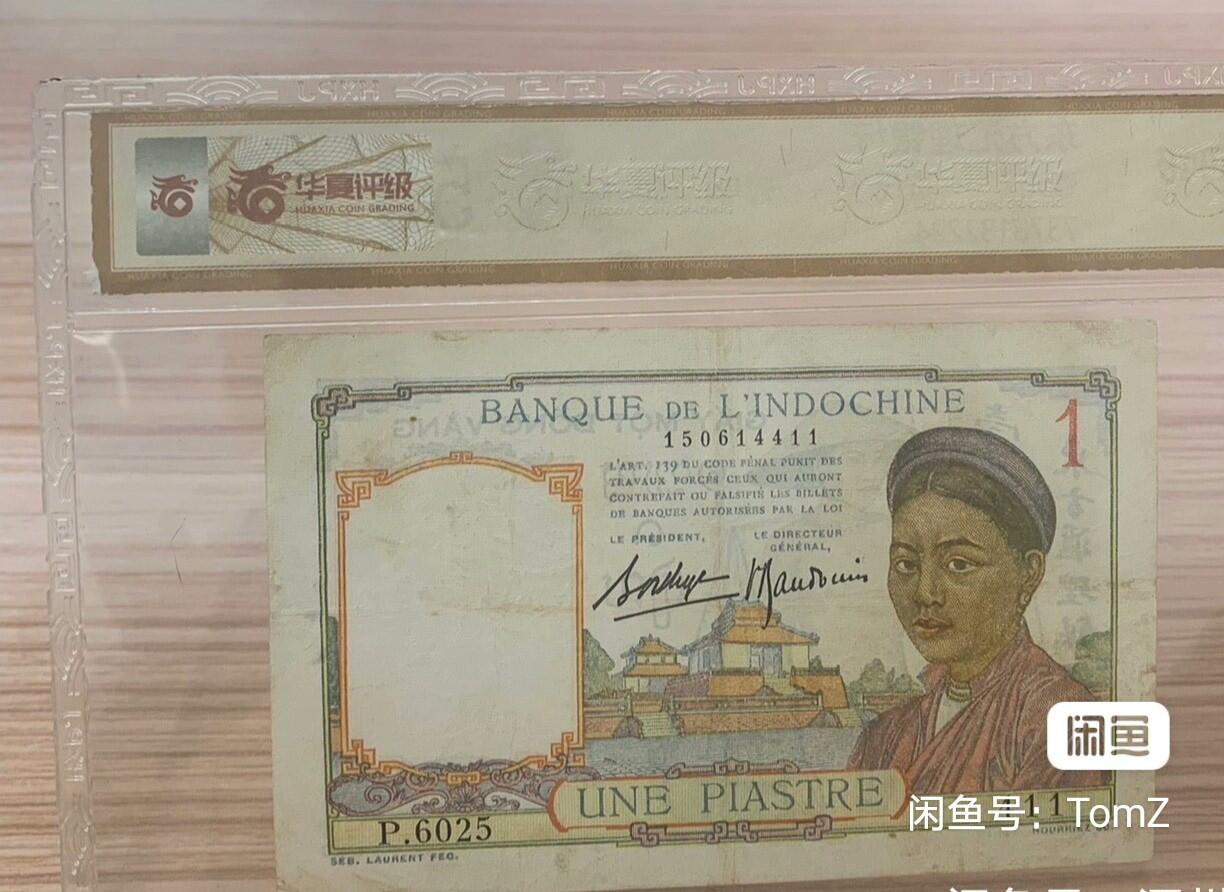 华夏评级
HUAXIA COIN GRADING
BANQUE DE L'INDOCHINE
150614411
1
L'ART. 139 DU CODE PÉNAL PUNIT DES
TRAVAUX FORCÉS CEUX QUI AURONT
CONTREFAIT OU FALSIFIÉ LES BILLETS
DE BANQUES AUTORISÉES PAR LA LOI
LE PRÉSIDENT,
LE DIRECTEUR
GÉNÉRAL,
UNE PIASTRE
P.6025
SÉB. LAURENT FEC.
闲鱼
闲鱼号：TomZ